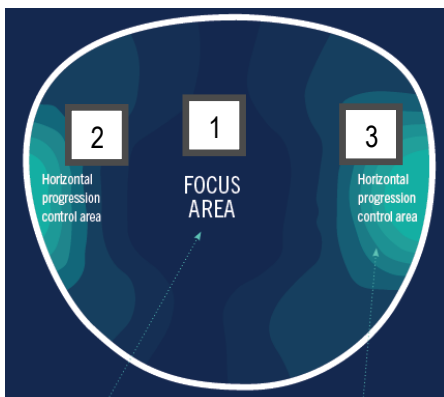 1
2
3
FOCUS
AREA
Horizontal
progression
control area
Horizontal
progression
control area